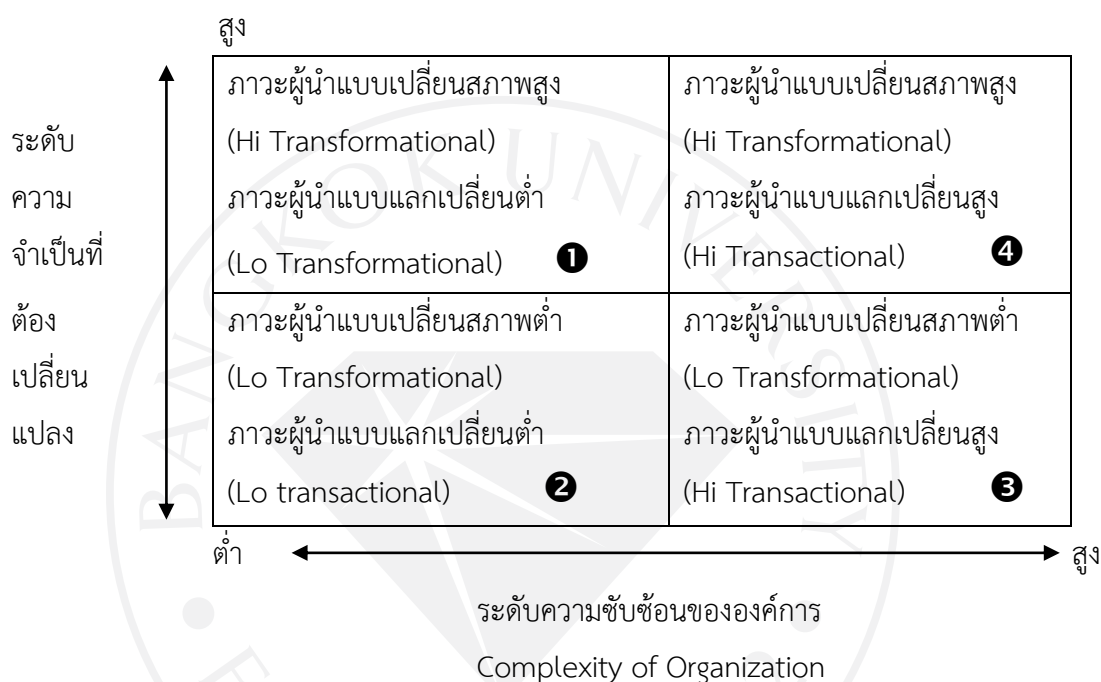 สูง
ระดับ
ความ
จำเป็นที่
ต้อง
เปลี่ยน
แปลง
ภาวะผู้นำแบบเปลี่ยนสภาพสูง
(Hi Transformational)
ภาวะผู้นำแบบแลกเปลี่ยนต่ำ
(Lo Transformational) ❶
ภาวะผู้นำแบบเปลี่ยนสภาพสูง
(Hi Transformational)
ภาวะผู้นำแบบแลกเปลี่ยนสูง
(Hi Transactional) ❹
ภาวะผู้นำแบบเปลี่ยนสภาพต่ำ
(Lo Transformational)
ภาวะผู้นำแบบแลกเปลี่ยนต่ำ
(Lo transactional) ❷
ภาวะผู้นำแบบเปลี่ยนสภาพต่ำ
(Lo Transformational)
ภาวะผู้นำแบบแลกเปลี่ยนสูง
(Hi Transactional) ❸
ต่ำ
สูง
ระดับความซับซ้อนขององค์การ
Complexity of Organization
BANGKOK UNIVERSITY